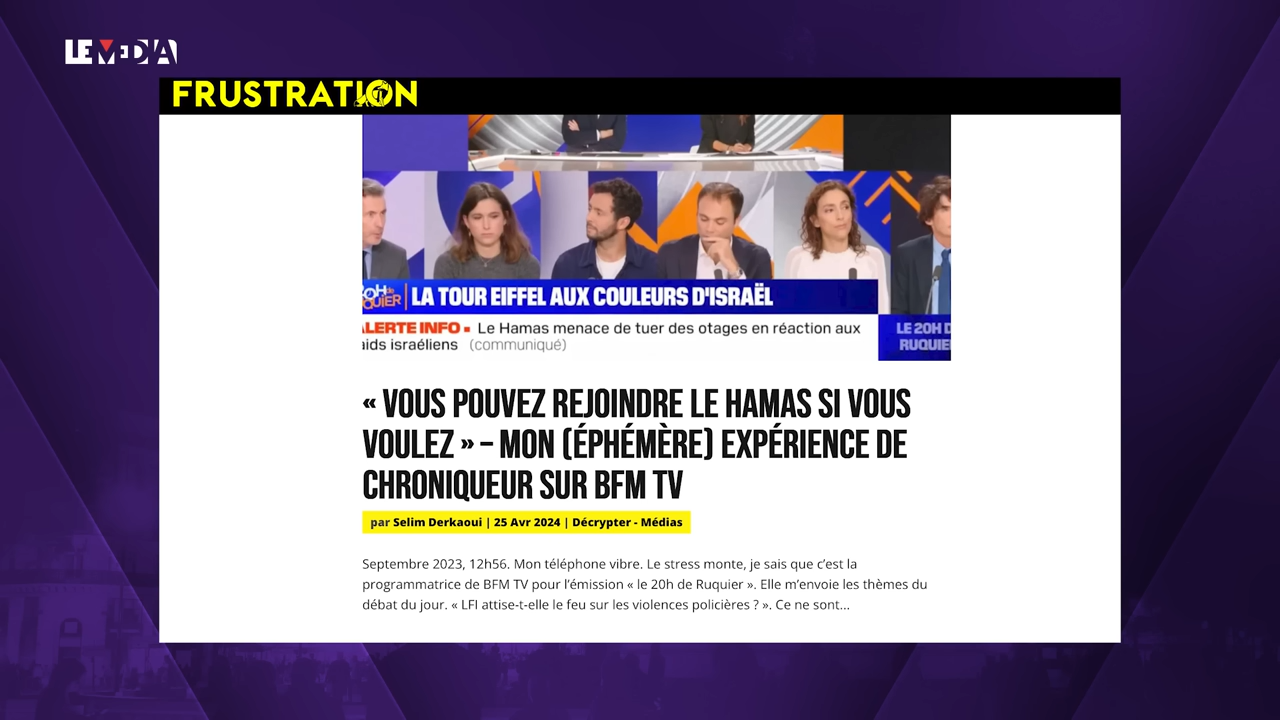 LE MEDIA
FRUSTRATION
20H de
RUQUIER
LA TOUR EIFFEL AUX COULEURS D'ISRAËL
ALERTE INFO ▪ Le Hamas menace de tuer des otages en réaction aux
aids israéliens (communiqué)
LE 20H D
RUQUIE
« VOUS POUVEZ REJOINDRE LE HAMAS SI VOUS
VOULEZ » – MON (ÉPHÉMÈRE) EXPÉRIENCE DE
CHRONIQUEUR SUR BFM TV
par Selim Derkaoui | 25 Avr 2024 | Décrypter - Médias
Septembre 2023, 12h56. Mon téléphone vibre. Le stress monte, je sais que c’est la
programmatrice de BFM TV pour l’émission « le 20h de Ruquier ». Elle m’envoie les thèmes du
débat du jour. « LFI attise-t-elle le feu sur les violences policières ? ». Ce ne sont...